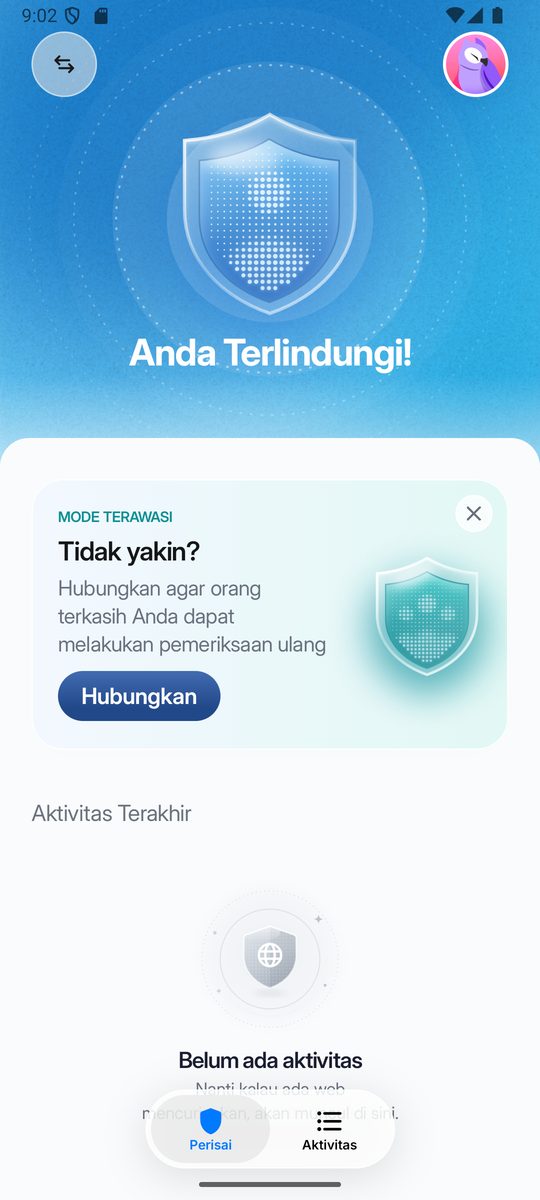 9:02
Anda Terlindungi!
MODE TERAWASI
Tidak yakin?
Hubungkan agar orang
terkasih Anda dapat
melakukan pemeriksaan ulang
Hubungkan
Aktivitas Terakhir
Belum ada aktivitas
Nanti kalau ada web
akan di sini.
Perisai
Aktivitas